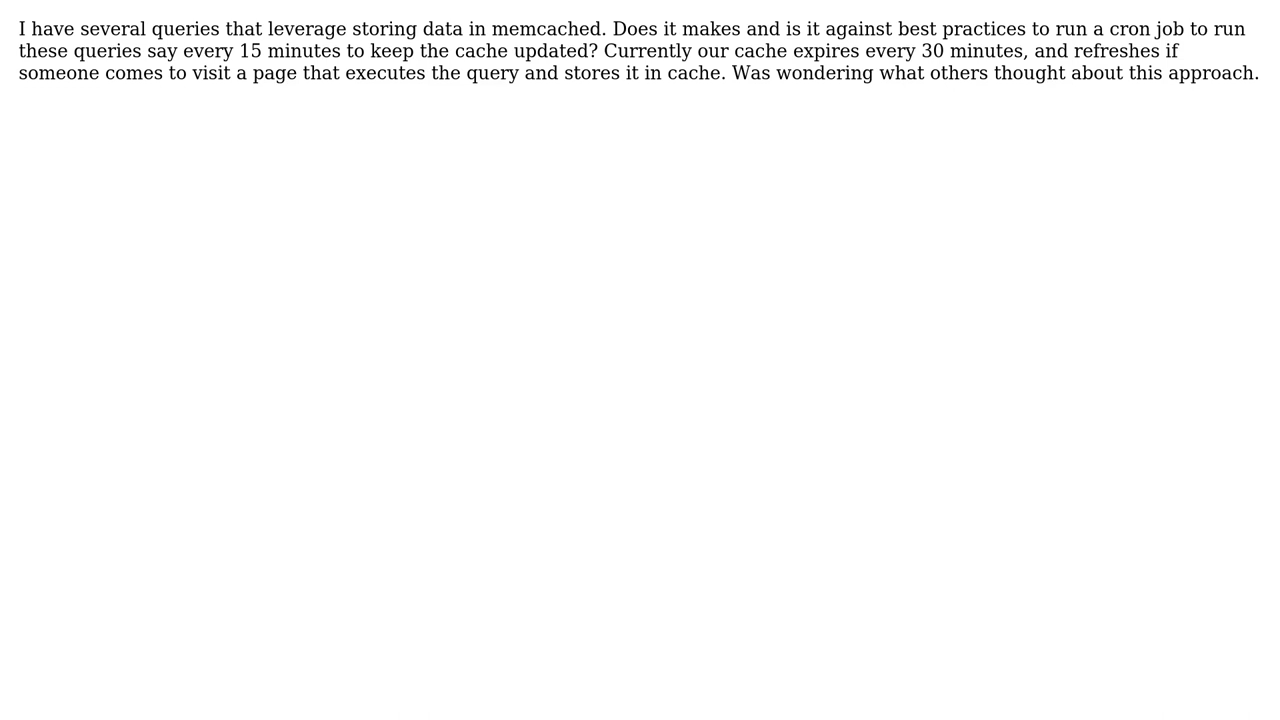 I have several queries that leverage storing data in memcached. Does it makes and is it against best practices to run a cron job to run
these queries say every 15 minutes to keep the cache updated? Currently our cache expires every 30 minutes, and refreshes if
someone comes to visit a page that executes the query and stores it in cache. Was wondering what others thought about this approach.